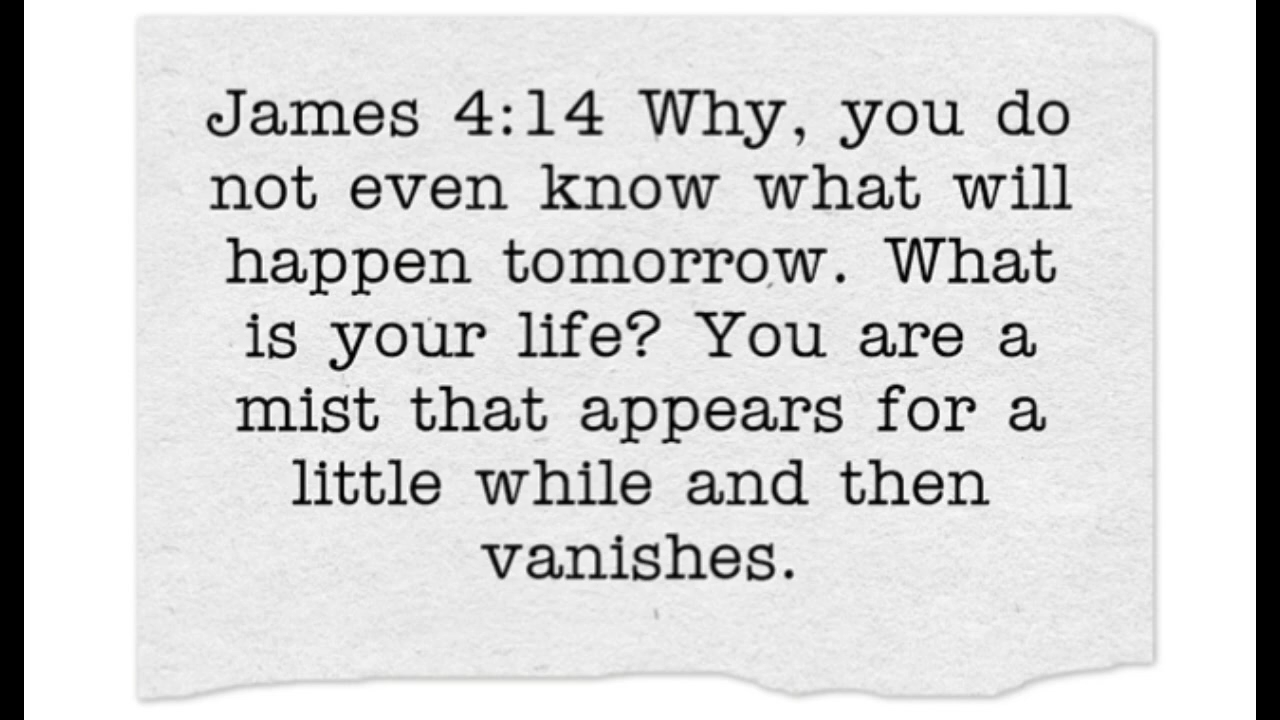 James 4:14 Why, you do
not even know what will
happen tomorrow. What
is your life? You are a
mist that appears for a
little while and then
vanishes.